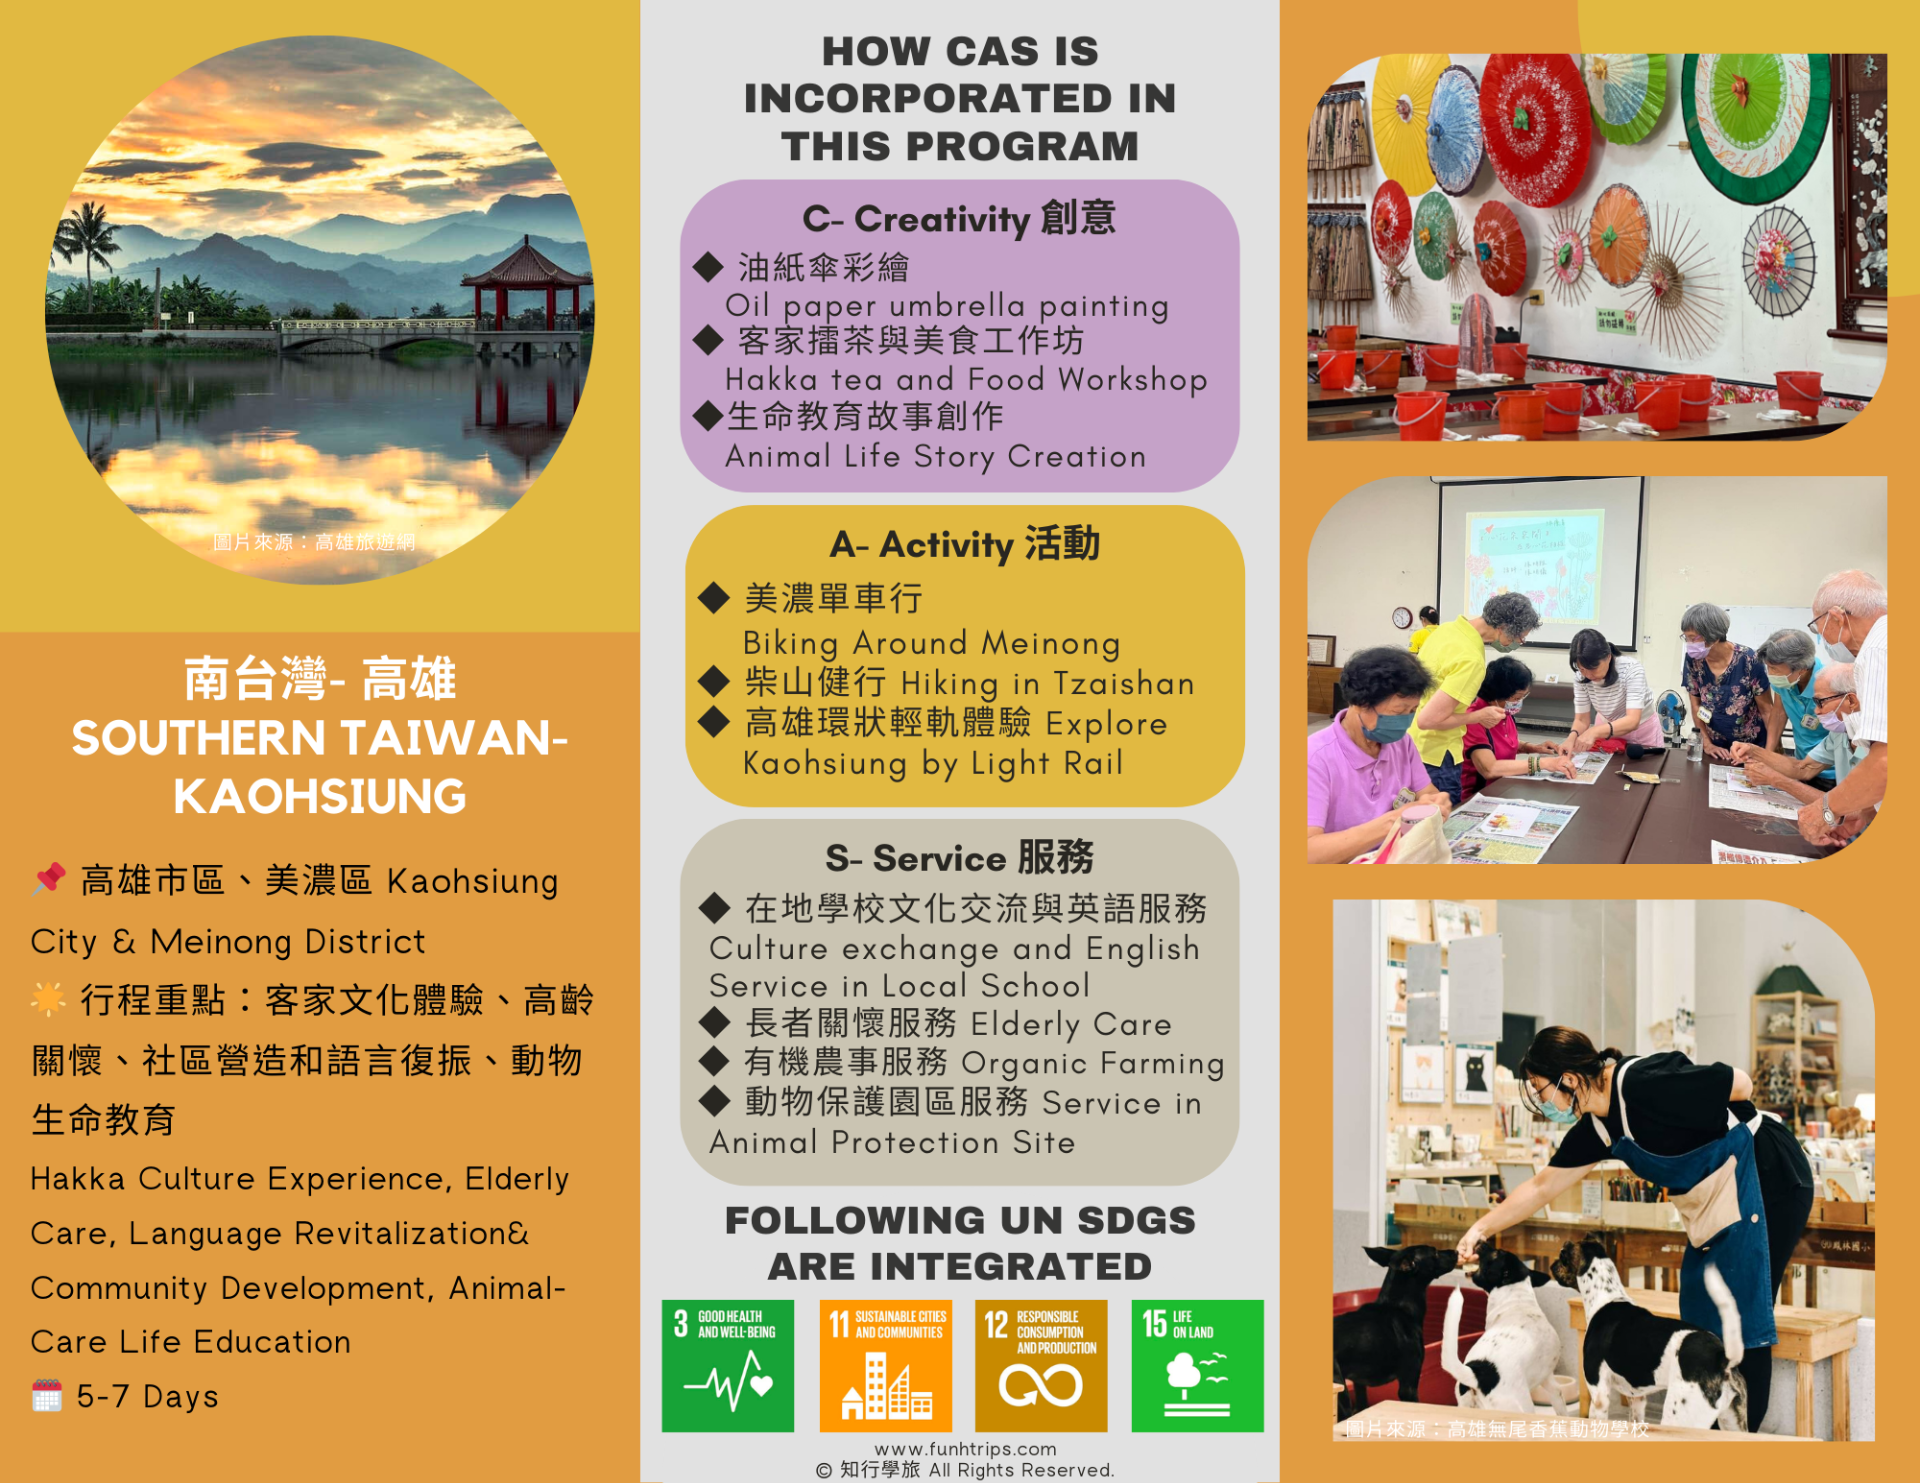 圖片來源：高雄旅遊網
南台灣- 高雄
SOUTHERN TAIWAN-
KAOHSIUNG
高雄市區、美濃區 Kaohsiung
City & Meinong District
行程重點：客家文化體驗、高齡
關懷、社區營造和語言復振、動物
生命教育
Hakka Culture Experience, Elderly
Care, Language Revitalization&
Community Development, Animal-
Care Life Education
5-7 Days
HOW CAS IS
INCORPORATED IN
THIS PROGRAM
C- Creativity 創意
◆ 油紙傘彩繪
Oil paper umbrella painting
◆ 客家擂茶與美食工作坊
Hakka tea and Food Workshop
◆生命教育故事創作
Animal Life Story Creation
A- Activity 活動
◆ 美濃單車行
Biking Around Meinong
◆ 柴山健行 Hiking in Tzaishan
◆ 高雄環狀輕軌體驗 Explore
Kaohsiung by Light Rail
S- Service 服務
◆ 在地學校文化交流與英語服務
Culture exchange and English
Service in Local School
◆ 長者關懷服務 Elderly Care
◆ 有機農事服務 Organic Farming
◆ 動物保護園區服務 Service in
Animal Protection Site
FOLLOWING UN SDGS
ARE INTEGRATED
3 GOOD HEALTH
AND WELL-BEING
11 SUSTAINABLE CITIES
AND COMMUNITIES
12 RESPONSIBLE
CONSUMPTION
AND PRODUCTION
15 LIFE
ON LAND
www.funhtrips.com
© 知行學旅 All Rights Reserved.
圖片來源：高雄無尾香蕉動物學校